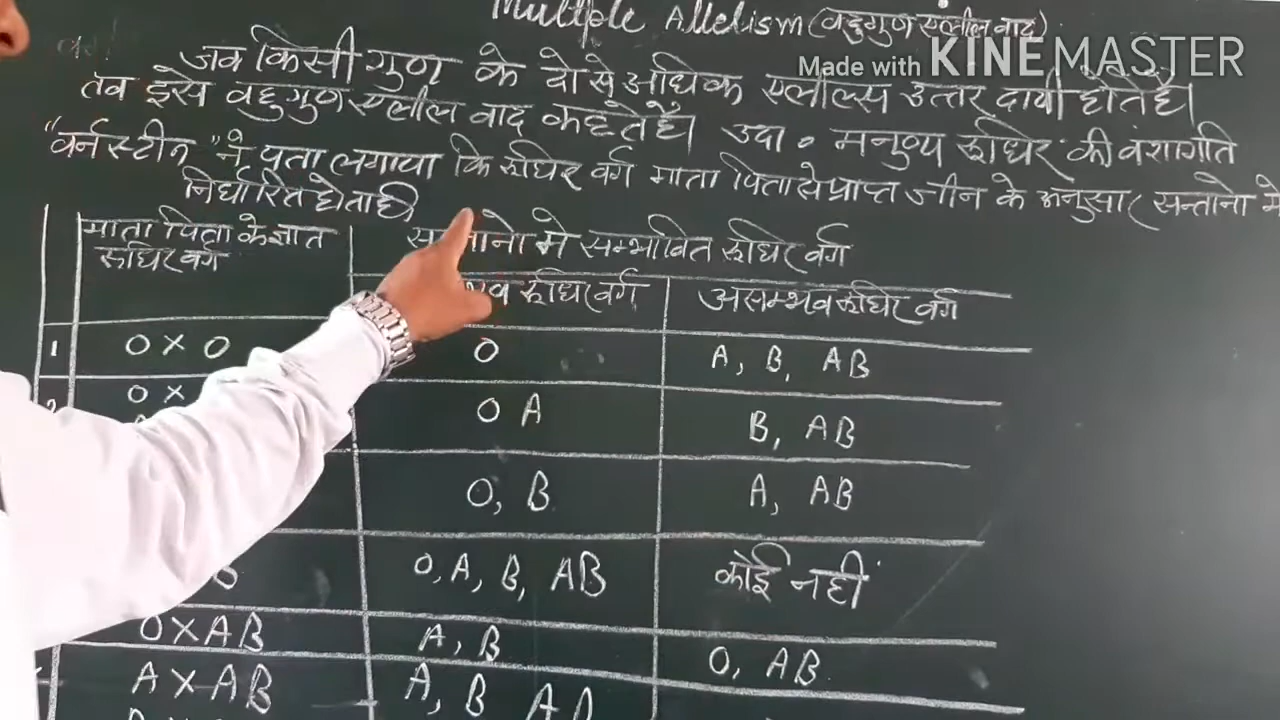 Multiple Allelism (बहुगुण एलील वाद)
Made with KINEMASTER
जब किसी गुण के दो से अधिक एलील्स उत्तरदायी होते है।
तब इसे बहुगुण एलील वाद कहते है। उदा० मनुष्य रूधिर की वंशागति
"बर्नस्टीन" ने पता लगाया कि रूधिर वर्ग माता पिता से प्राप्त जीन के अनुसार सन्तानो मे
निर्धारित होता है।
माता पिता के ज्ञात
रूधिर वर्ग
मे सम्भावित रूधिर वर्ग
रूधिर वर्ग
असम्भव रूधिर वर्ग
1 O X O O A, B, AB
O X O A B, AB
O, B A, AB
O, A, B, AB कोई नही
O X AB A, B O, AB
A X AB A, B